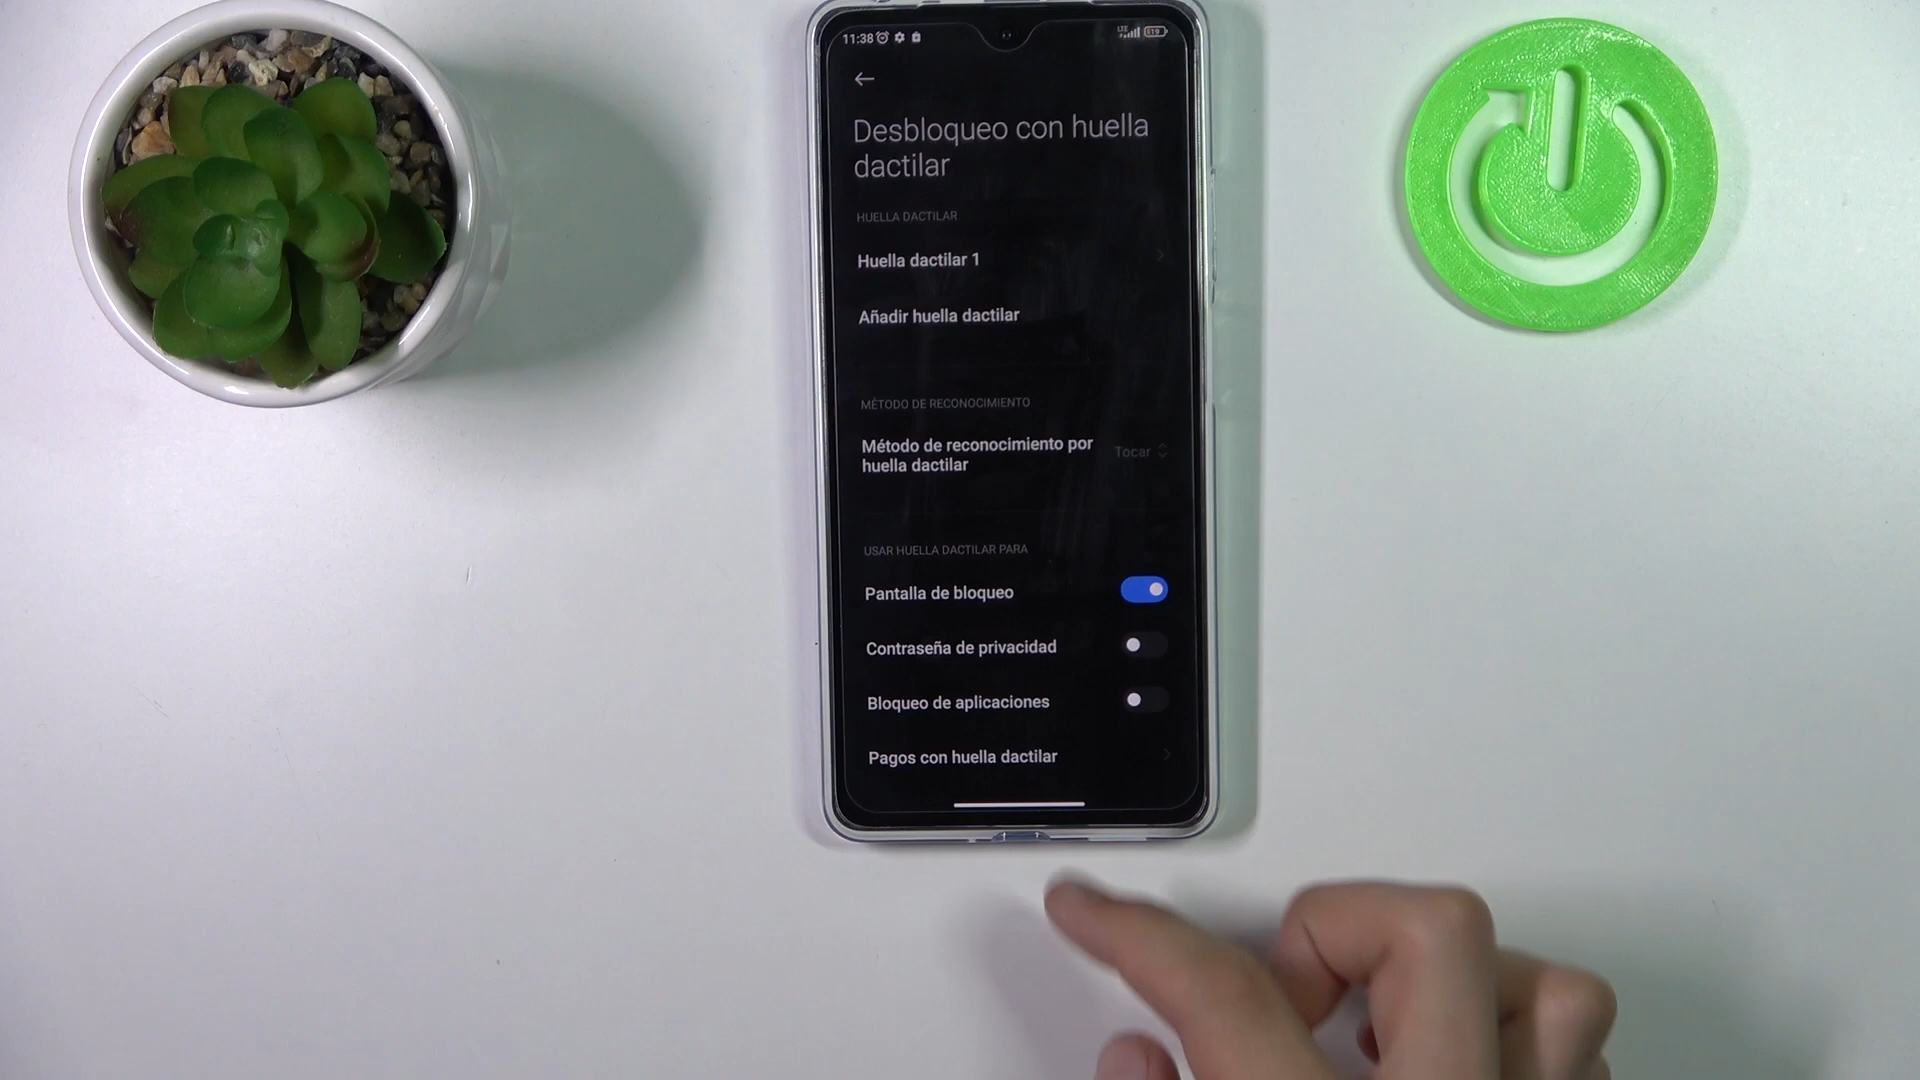 11:38
LTE
19
Desbloqueo con huella
dactilar
HUELLA DACTILAR
Huella dactilar 1
Añadir huella dactilar
MÉTODO DE RECONOCIMIENTO
Método de reconocimiento por
huella dactilar
Tocar
USAR HUELLA DACTILAR PARA
Pantalla de bloqueo
Contraseña de privacidad
Bloqueo de aplicaciones
Pagos con huella dactilar